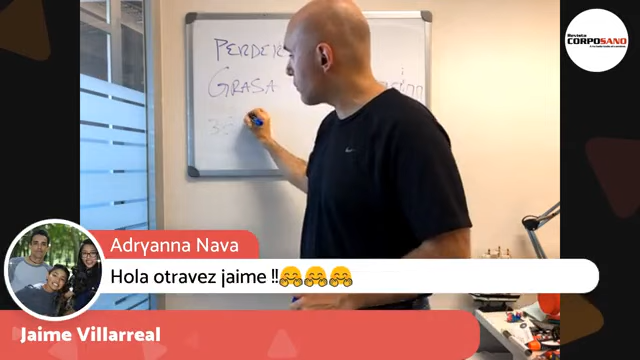 PERDER
GRASA
Revista
CORPOSANO
Adryanna Nava
Hola otravez jaime !!🤗🤗🤗
Jaime Villarreal